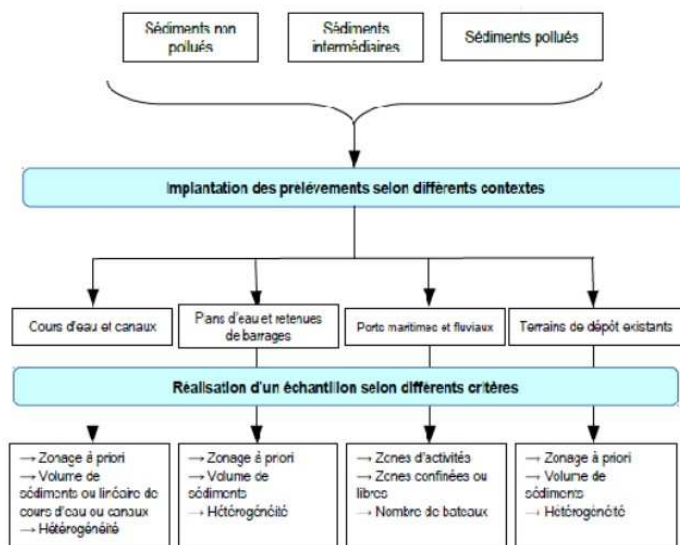 Sédiments non
pollués
Sédiments
intermédiaires
Sédiments pollués
Implantation des prélèvements selon différents contextes
Cours d'eau et canaux
Pans d'eau et retenues
de barrages
Ports maritimes et fluviaux
Terrains de dépôt existants
Réalisation d'un échantillon selon différents critères
→ Zonage à priori
→ Volume de
sédiments ou linéaire de
cours d'eau ou canaux
→ Hétérogénéité
→ Zonage à priori
→ Volume de
sédiments
→ Hétérogénéité
→ Zones d'activités
→ Zones confinées ou
libres
→ Nombre de bateaux
→ Zonage à priori
→ Volume de
sédiments
→ Hétérogénéité